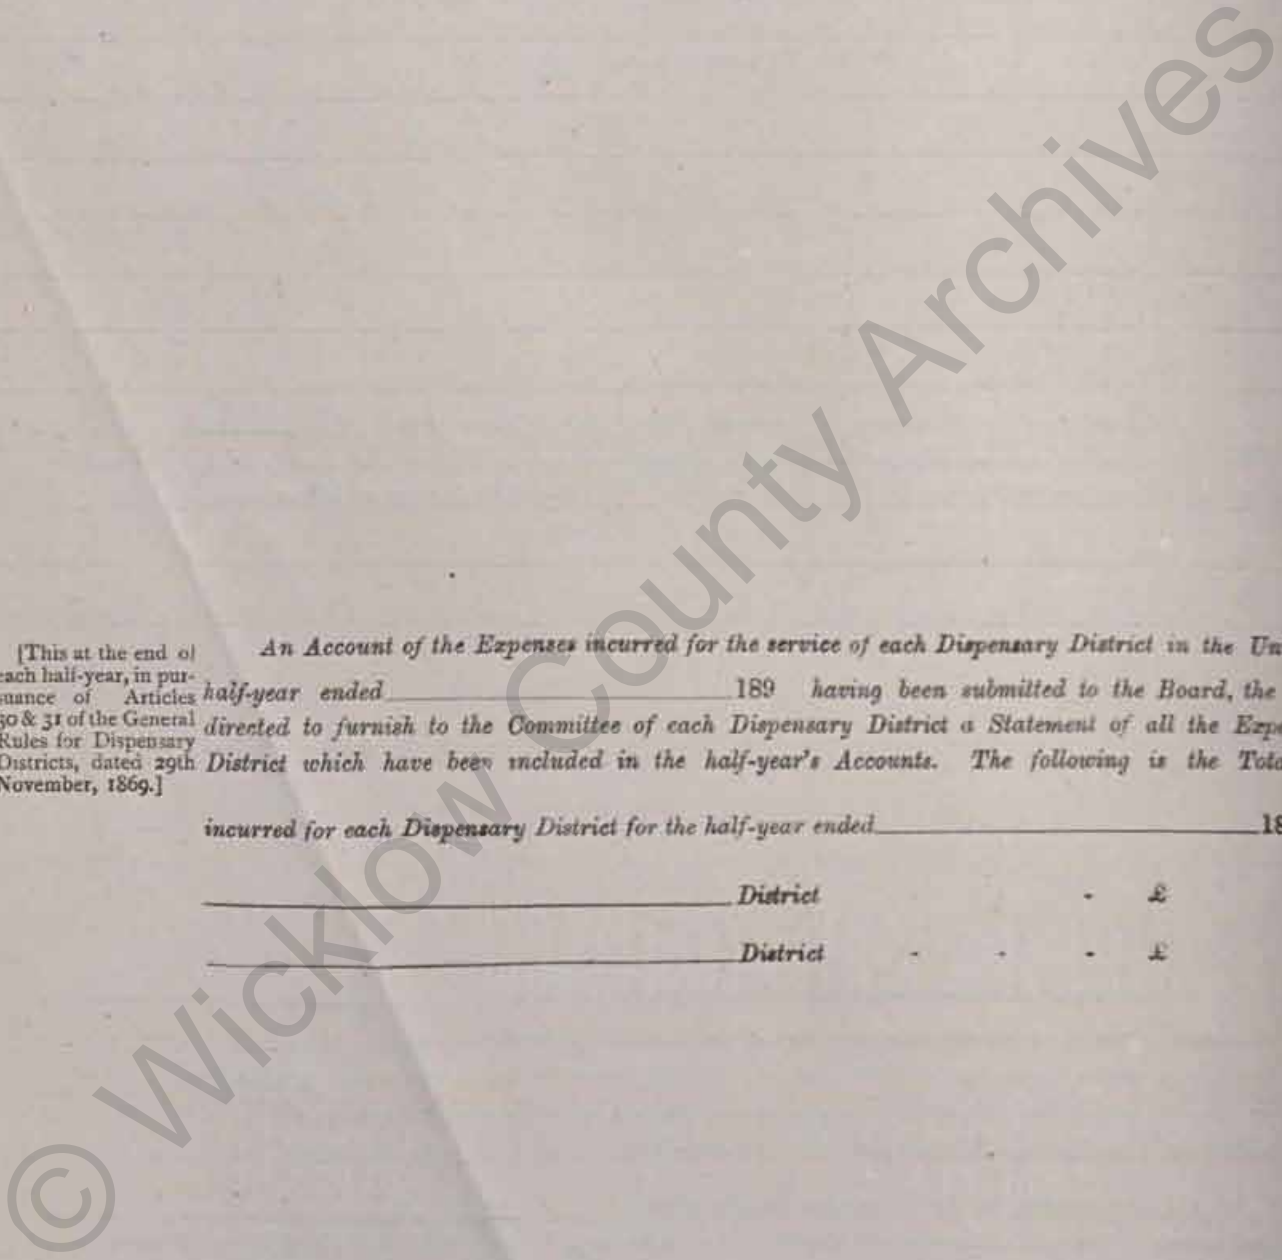 [This at the end of
each half-year, in pur-
suance of Articles
30 & 31 of the General
Rules for Dispensary
Districts, dated 29th
November, 1869.]
An Account of the Expenses incurred for the service of each Dispensary District in the Un
half-year ended 189 having been submitted to the Board, the
directed to furnish to the Committee of each Dispensary District a Statement of all the Expe
District which have been included in the half-year's Accounts. The following is the Tota
incurred for each Dispensary District for the half-year ended 18
District - £
District - - - £
© Wicklow County Archives